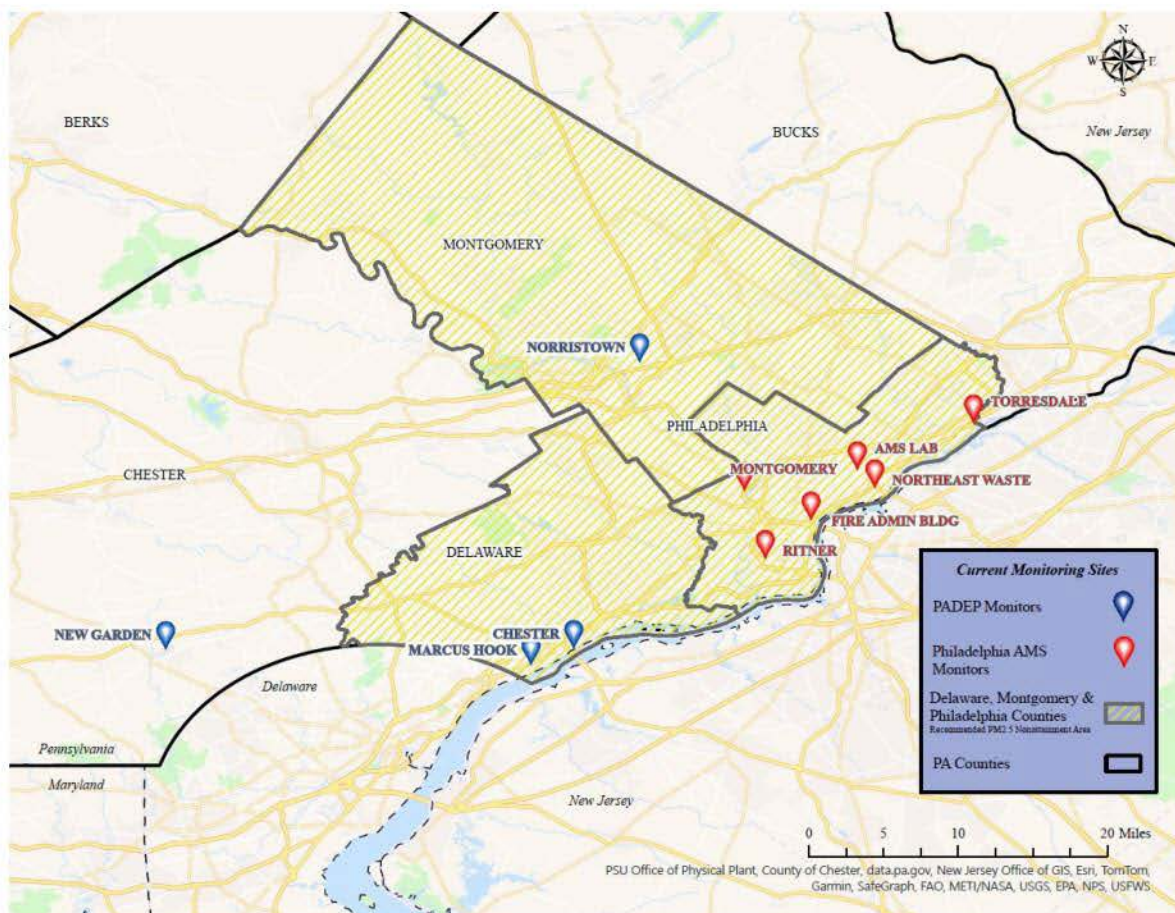 N
W E
S
BERKS
BUCKS
New Jersey
MONTGOMERY
NORRISTOWN
TORRESDALE
PHILADELPHIA
AMS LAB
MONTGOMERY
NORTHEAST WASTE
CHESTER
FIRE ADMIN BLDG
RITNER
DELAWARE
NEW GARDEN
CHESTER
MARCUS HOOK
Delaware
Pennsylvania
Maryland
New Jersey
Current Monitoring Sites
PADEP Monitors
Philadelphia AMS
Monitors
Delaware, Montgomery &
Philadelphia Counties
Recommended PM2.5 Nonattainment Area
PA Counties
0 5 10 20 Miles
PSU Office of Physical Plant, County of Chester, data.pa.gov, New Jersey Office of GIS, Esri, TomTom,
Garmin, SafeGraph, FAO, METI/NASA, USGS, EPA, NPS, USFWS